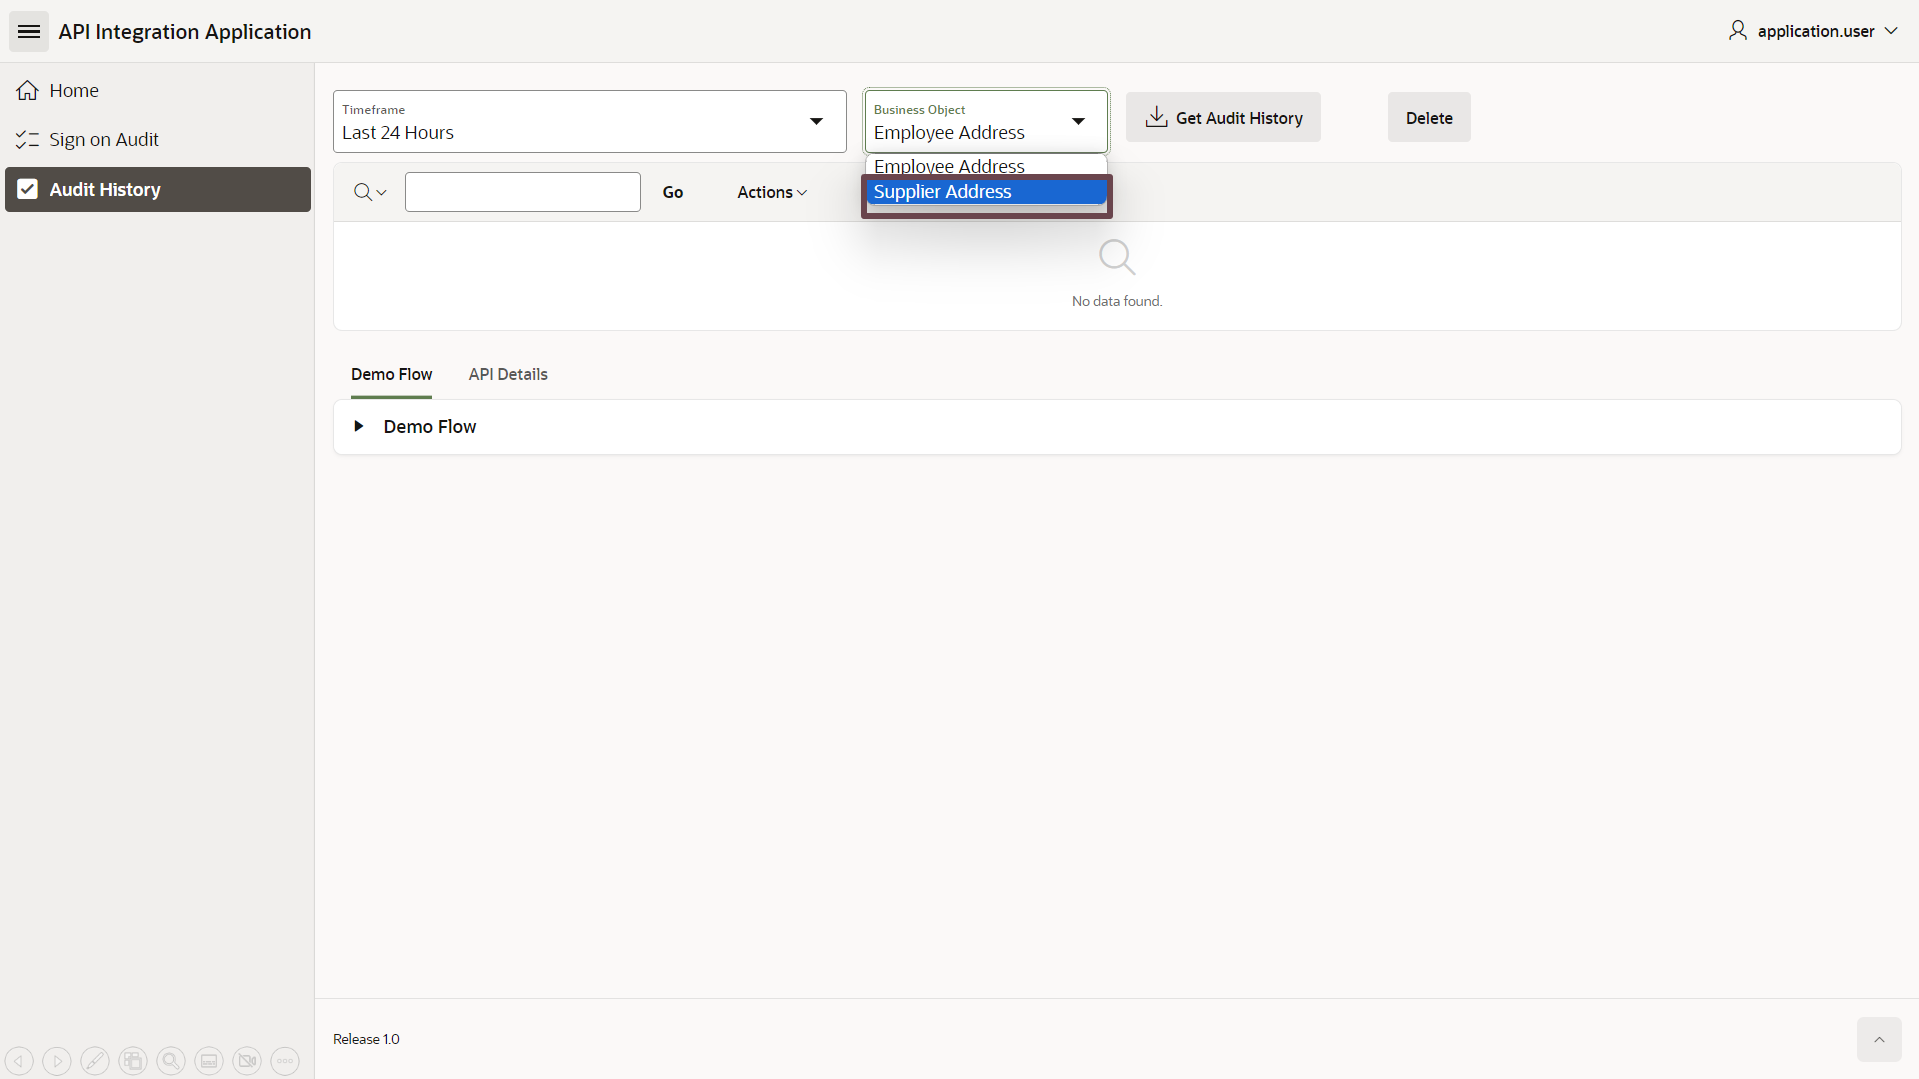 API Integration Application
application.user
Home
Sign on Audit
Audit History
Timeframe
Last 24 Hours
Business Object
Employee Address
Get Audit History
Delete
Employee Address
Supplier Address
Go
Actions
No data found.
Demo Flow
API Details
Demo Flow
Release 1.0